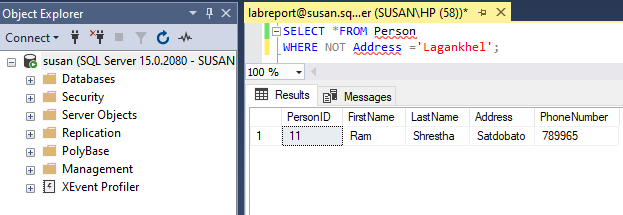 Object Explorer
Connect
susan (SQL Server 15.0.2080 - SUSAN
Databases
Security
Server Objects
Replication
PolyBase
Management
XEvent Profiler
labreport@susan.sq...er (SUSAN\HP (58))*
SELECT *FROM Person
WHERE NOT Address ='Lagankhel';
100 %
Results Messages
PersonID FirstName LastName Address PhoneNumber
1 11 Ram Shrestha Satdobato 789965